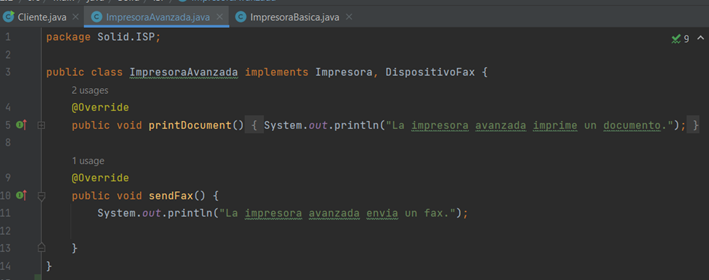 Cliente.java ImpresoraAvanzada.java ImpresoraBasica.java
1 package Solid.ISP; 9
2
3 public class ImpresoraAvanzada implements Impresora, DispositivoFax {
2 usages
4 @Override
5 public void printDocument() { System.out.println("La impresora avanzada imprime un documento."); }
8
1 usage
9 @Override
10 public void sendFax() {
11 System.out.println("La impresora avanzada envia un fax.");
12
13 }
14 }